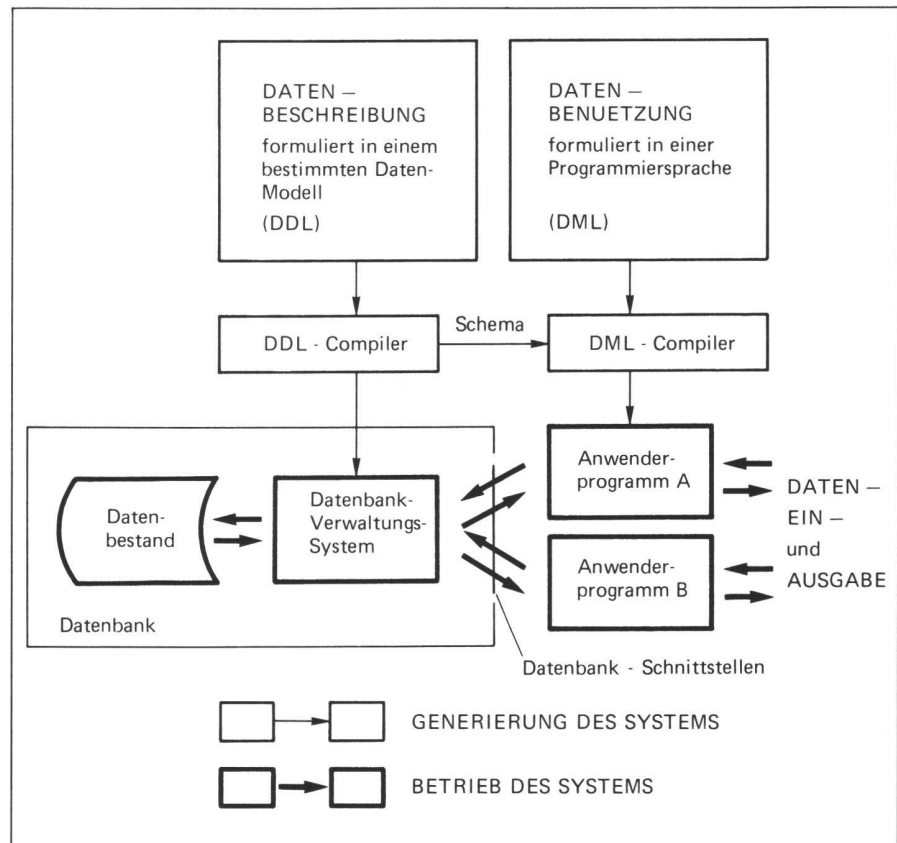 DATEN –
BESCHREIBUNG
formuliert in einem
bestimmten Daten-
Modell
(DDL)
DATEN –
BENUETZUNG
formuliert in einer
Programmiersprache
(DML)
DDL - Compiler
Schema
DML - Compiler
Daten-
bestand
Datenbank-
Verwaltungs-
System
Anwender-
programm A
Anwender-
programm B
DATEN –
EIN –
und
AUSGABE
Datenbank
Datenbank - Schnittstellen
GENERIERUNG DES SYSTEMS
BETRIEB DES SYSTEMS